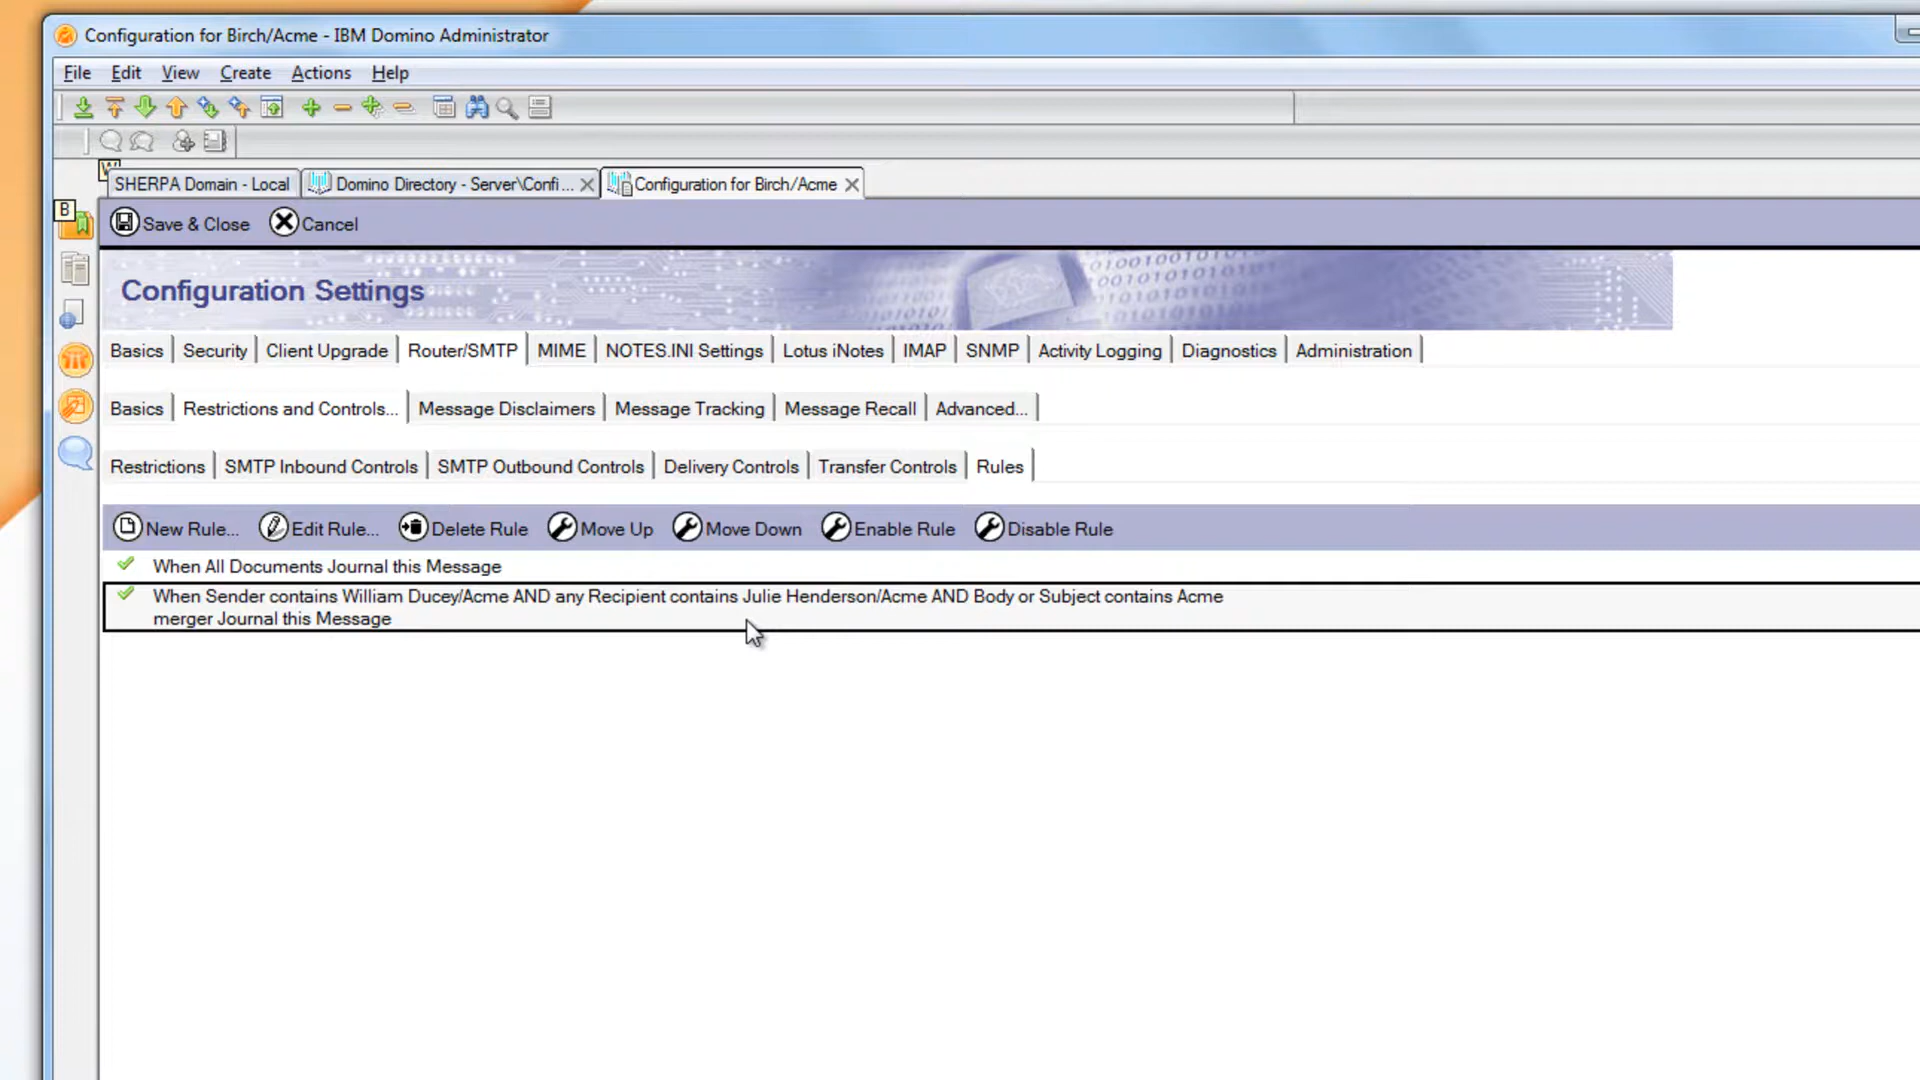 Configuration for Birch/Acme - IBM Domino Administrator
File Edit View Create Actions Help
SHERPA Domain - Local Domino Directory - Server\Confi... Configuration for Birch/Acme
B
Save & Close Cancel
Configuration Settings
Basics Security Client Upgrade Router/SMTP MIME NOTES.INI Settings Lotus iNotes IMAP SNMP Activity Logging Diagnostics Administration
Basics Restrictions and Controls... Message Disclaimers Message Tracking Message Recall Advanced...
Restrictions SMTP Inbound Controls SMTP Outbound Controls Delivery Controls Transfer Controls Rules
New Rule... Edit Rule... Delete Rule Move Up Move Down Enable Rule Disable Rule
When All Documents Journal this Message
When Sender contains William Ducey/Acme AND any Recipient contains Julie Henderson/Acme AND Body or Subject contains Acme
merger Journal this Message